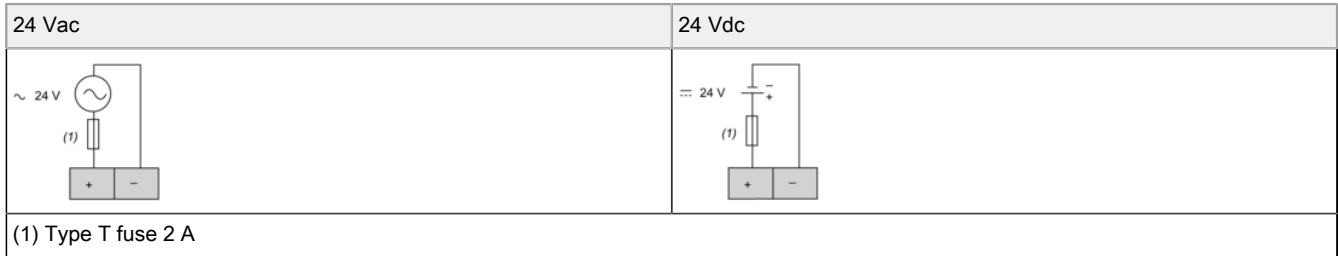 24 Vac
24 Vdc
~ 24 V
(1)
+ –
⎓ 24 V
–
+
(1)
+ –
(1) Type T fuse 2 A